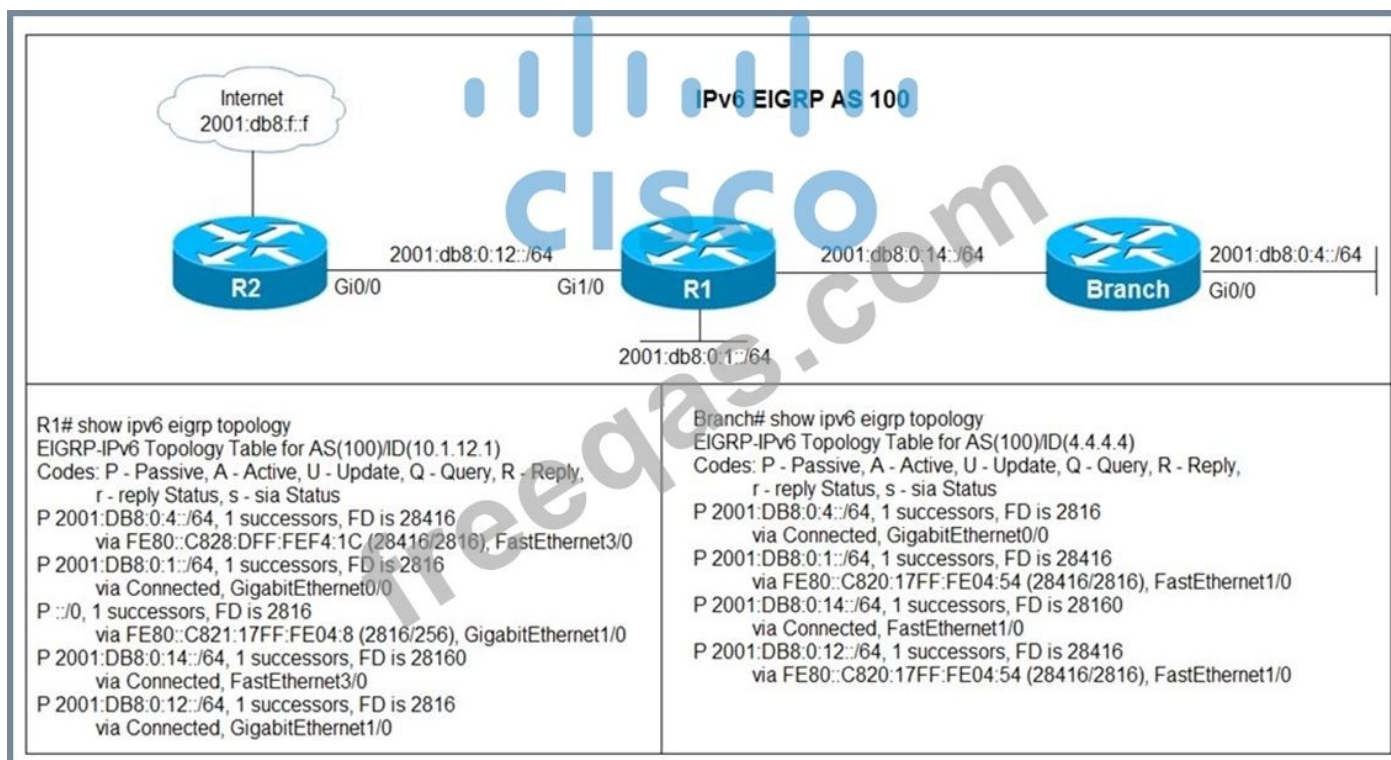 Internet
2001:db8:f::f
IPv6 EIGRP AS 100
CISCO
2001:db8:0:12::/64
2001:db8:0:14::/64
2001:db8:0:4::/64
R2
Gi0/0
Gi1/0
R1
Branch
Gi0/0
2001:db8:0:1::/64
freeqas.com
R1# show ipv6 eigrp topology
EIGRP-IPv6 Topology Table for AS(100)/ID(10.1.12.1)
Codes: P - Passive, A - Active, U - Update, Q - Query, R - Reply,
r - reply Status, s - sia Status
P 2001:DB8:0:4::/64, 1 successors, FD is 28416
via FE80::C828:DFF:FEF4:1C (28416/2816), FastEthernet3/0
P 2001:DB8:0:1::/64, 1 successors, FD is 2816
via Connected, GigabitEthernet0/0
P ::/0, 1 successors, FD is 2816
via FE80::C821:17FF:FE04:8 (2816/256), GigabitEthernet1/0
P 2001:DB8:0:14::/64, 1 successors, FD is 28160
via Connected, FastEthernet3/0
P 2001:DB8:0:12::/64, 1 successors, FD is 2816
via Connected, GigabitEthernet1/0
Branch# show ipv6 eigrp topology
EIGRP-IPv6 Topology Table for AS(100)/ID(4.4.4.4)
Codes: P - Passive, A - Active, U - Update, Q - Query, R - Reply,
r - reply Status, s - sia Status
P 2001:DB8:0:4::/64, 1 successors, FD is 2816
via Connected, GigabitEthernet0/0
P 2001:DB8:0:1::/64, 1 successors, FD is 28416
via FE80::C820:17FF:FE04:54 (28416/2816), FastEthernet1/0
P 2001:DB8:0:14::/64, 1 successors, FD is 28160
via Connected, FastEthernet1/0
P 2001:DB8:0:12::/64, 1 successors, FD is 28416
via FE80::C820:17FF:FE04:54 (28416/2816), FastEthernet1/0